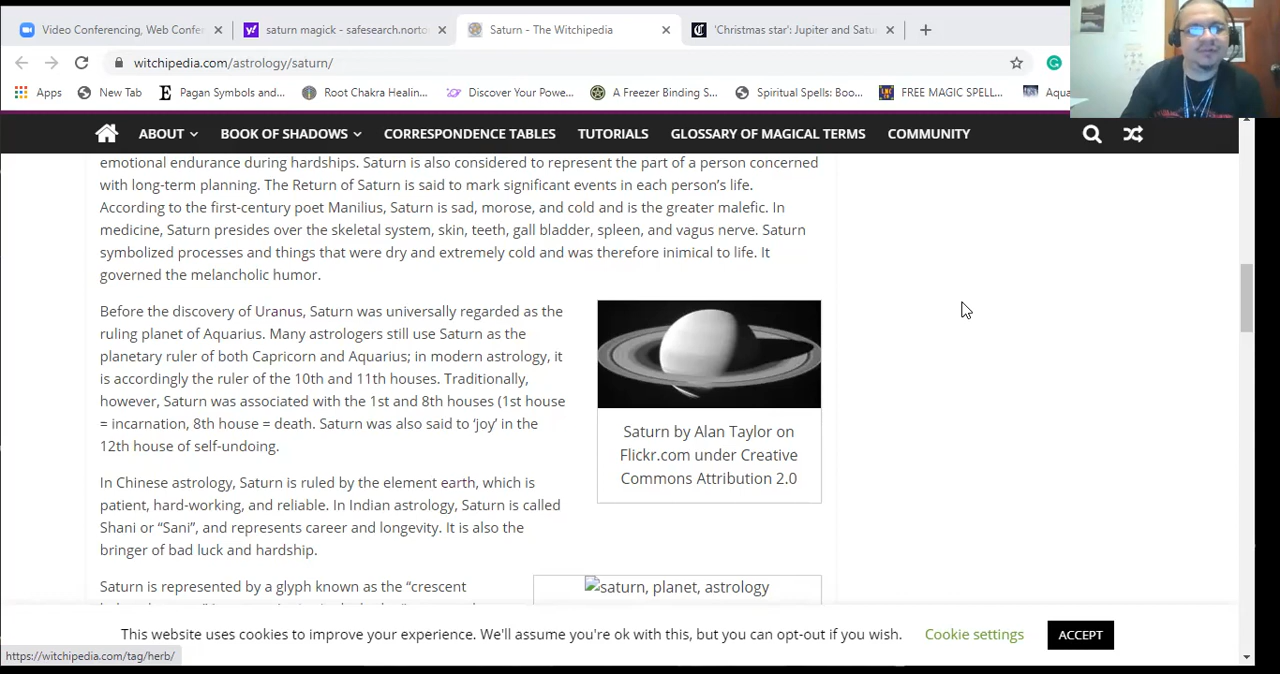 Video Conferencing, Web Confe
saturn magick - safesearch.norto
Saturn - The Witchipedia
'Christmas star': Jupiter and Satu
witchipedia.com/astrology/saturn/
Apps
New Tab
Pagan Symbols and...
Root Chakra Healin...
Discover Your Powe...
A Freezer Binding S...
Spiritual Spells: Boo...
FREE MAGIC SPELL...
Aqua
ABOUT
BOOK OF SHADOWS
CORRESPONDENCE TABLES
TUTORIALS
GLOSSARY OF MAGICAL TERMS
COMMUNITY
emotional endurance during hardships. Saturn is also considered to represent the part of a person concerned
with long-term planning. The Return of Saturn is said to mark significant events in each person's life.
According to the first-century poet Manilius, Saturn is sad, morose, and cold and is the greater malefic. In
medicine, Saturn presides over the skeletal system, skin, teeth, gall bladder, spleen, and vagus nerve. Saturn
symbolized processes and things that were dry and extremely cold and was therefore inimical to life. It
governed the melancholic humor.
Before the discovery of Uranus, Saturn was universally regarded as the
ruling planet of Aquarius. Many astrologers still use Saturn as the
planetary ruler of both Capricorn and Aquarius; in modern astrology, it
is accordingly the ruler of the 10th and 11th houses. Traditionally,
however, Saturn was associated with the 1st and 8th houses (1st house
= incarnation, 8th house = death. Saturn was also said to 'joy' in the
12th house of self-undoing.
Saturn by Alan Taylor on
Flickr.com under Creative
Commons Attribution 2.0
In Chinese astrology, Saturn is ruled by the element earth, which is
patient, hard-working, and reliable. In Indian astrology, Saturn is called
Shani or "Sani", and represents career and longevity. It is also the
bringer of bad luck and hardship.
Saturn is represented by a glyph known as the "crescent
saturn, planet, astrology
This website uses cookies to improve your experience. We'll assume you're ok with this, but you can opt-out if you wish.
Cookie settings
ACCEPT
https://witchipedia.com/tag/herb/